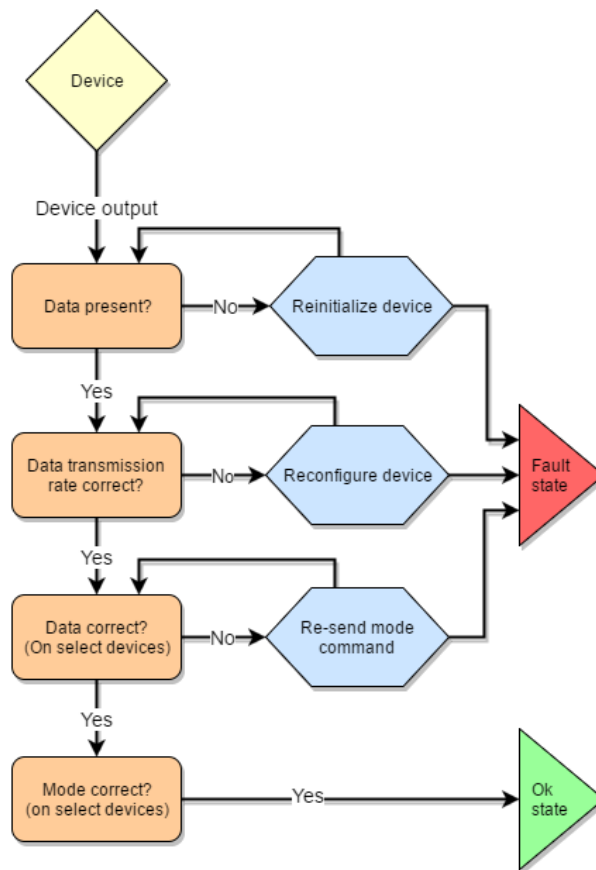 Device
Device output
Data present?
No
Reinitialize device
Yes
Data transmission
rate correct?
No
Reconfigure device
Fault
state
Yes
Data correct?
(On select devices)
No
Re-send mode
command
Yes
Mode correct?
(on select devices)
Yes
Ok
state